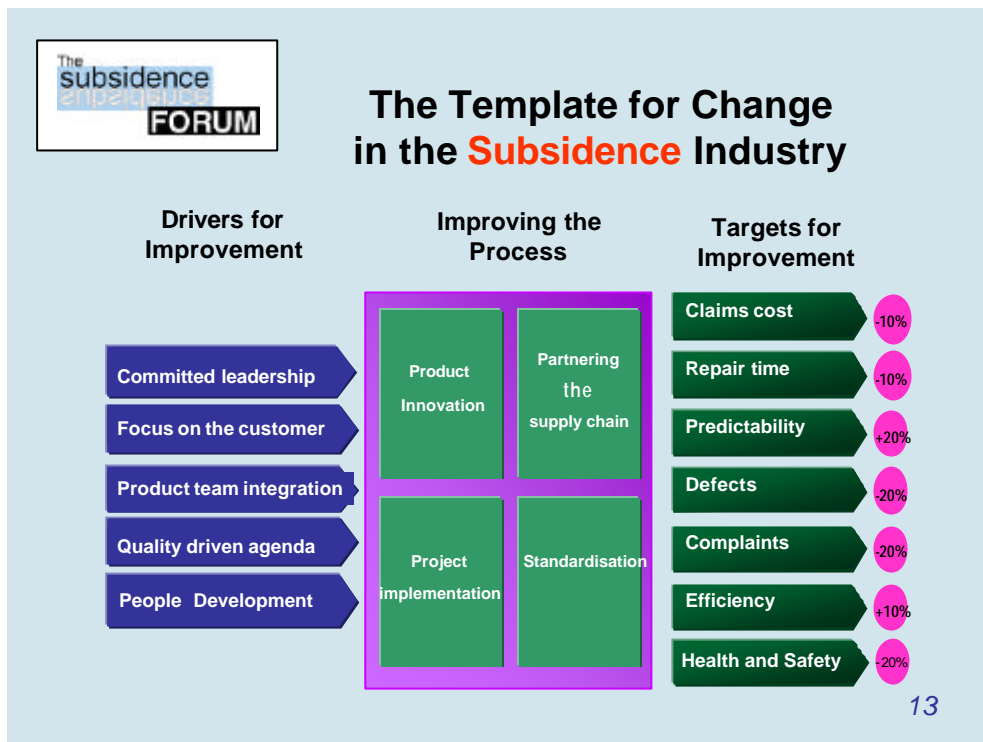 The
subsidence
FORUM
The Template for Change
in the Subsidence Industry
Drivers for
Improvement
Committed leadership
Focus on the customer
Product team integration
Quality driven agenda
People Development
Improving the
Process
Product
Innovation
Partnering
the
supply chain
Project
implementation
Standardisation
Targets for
Improvement
Claims cost -10%
Repair time -10%
Predictability +20%
Defects -20%
Complaints -20%
Efficiency +10%
Health and Safety -20%
13